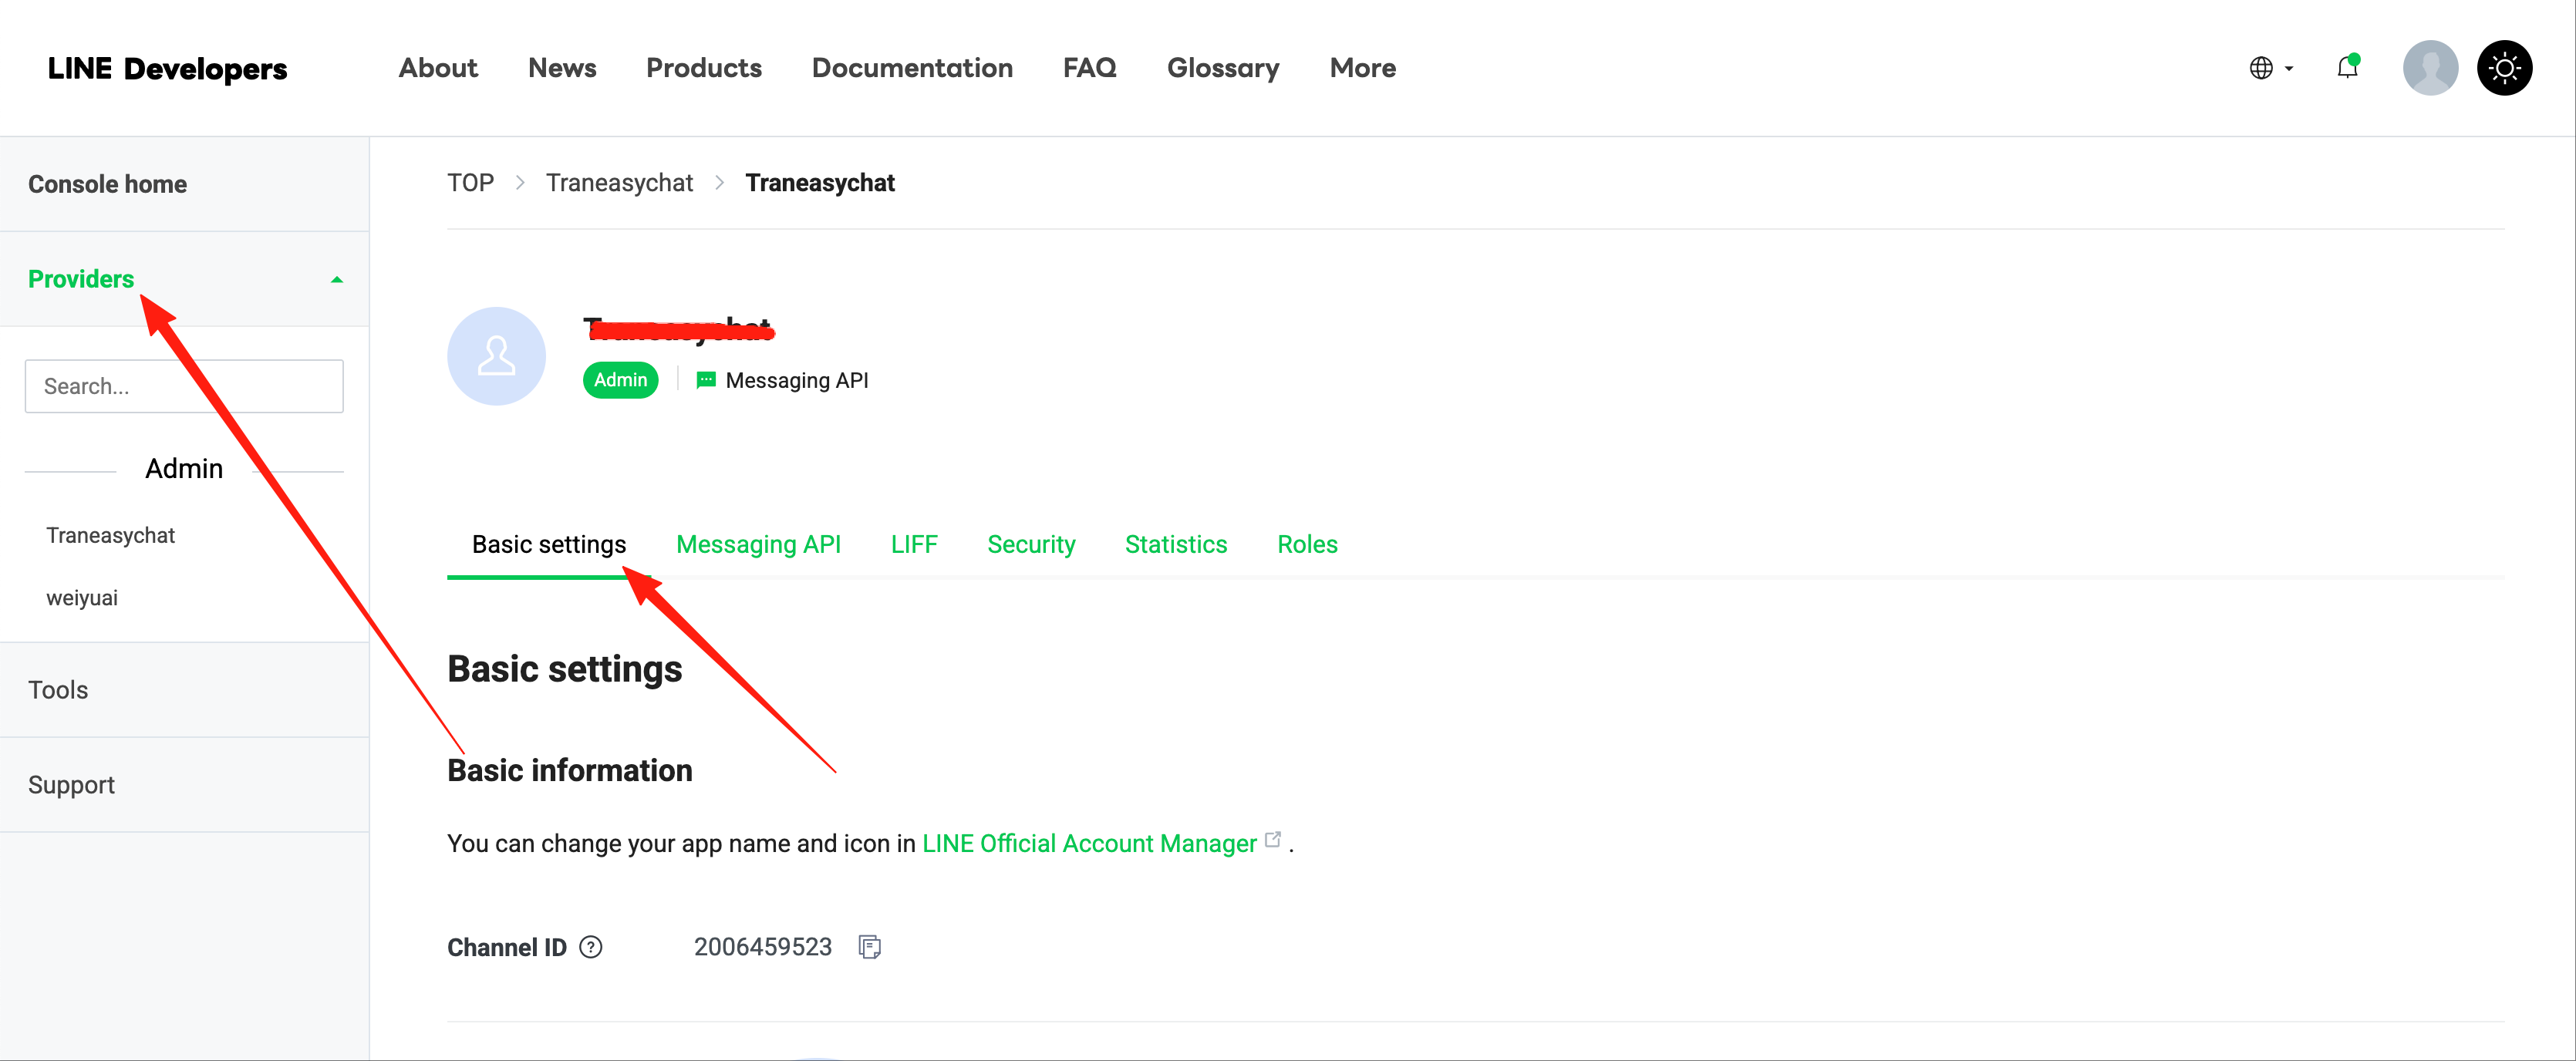 LINE Developers About News Products Documentation FAQ Glossary More
Console home
Providers
Search...
Admin
Traneasychat
weiyuai
Tools
Support
TOP > Traneasychat > Traneasychat
Admin Messaging API
Basic settings Messaging API LIFF Security Statistics Roles
Basic settings
Basic information
You can change your app name and icon in LINE Official Account Manager .
Channel ID ? 2006459523